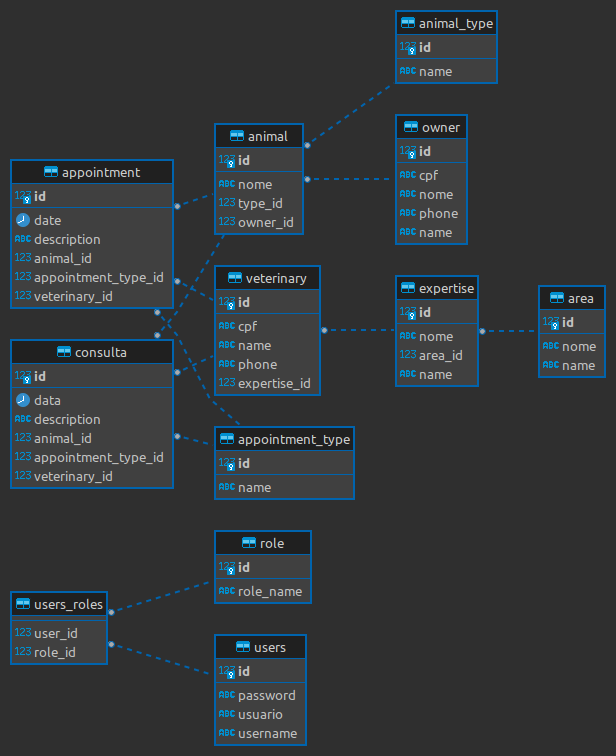 animal_type
123 id
ABC name
owner
123 id
ABC cpf
ABC nome
ABC phone
ABC name
animal
123 id
ABC nome
123 type_id
123 owner_id
appointment
123 id
date
ABC description
123 animal_id
123 appointment_type_id
123 veterinary_id
veterinary
123 id
ABC cpf
ABC name
ABC phone
123 expertise_id
expertise
123 id
ABC nome
123 area_id
ABC name
area
123 id
ABC nome
ABC name
consulta
123 id
data
ABC description
123 animal_id
123 appointment_type_id
123 veterinary_id
appointment_type
123 id
ABC name
role
123 id
ABC role_name
users_roles
123 user_id
123 role_id
users
123 id
ABC password
ABC usuario
ABC username